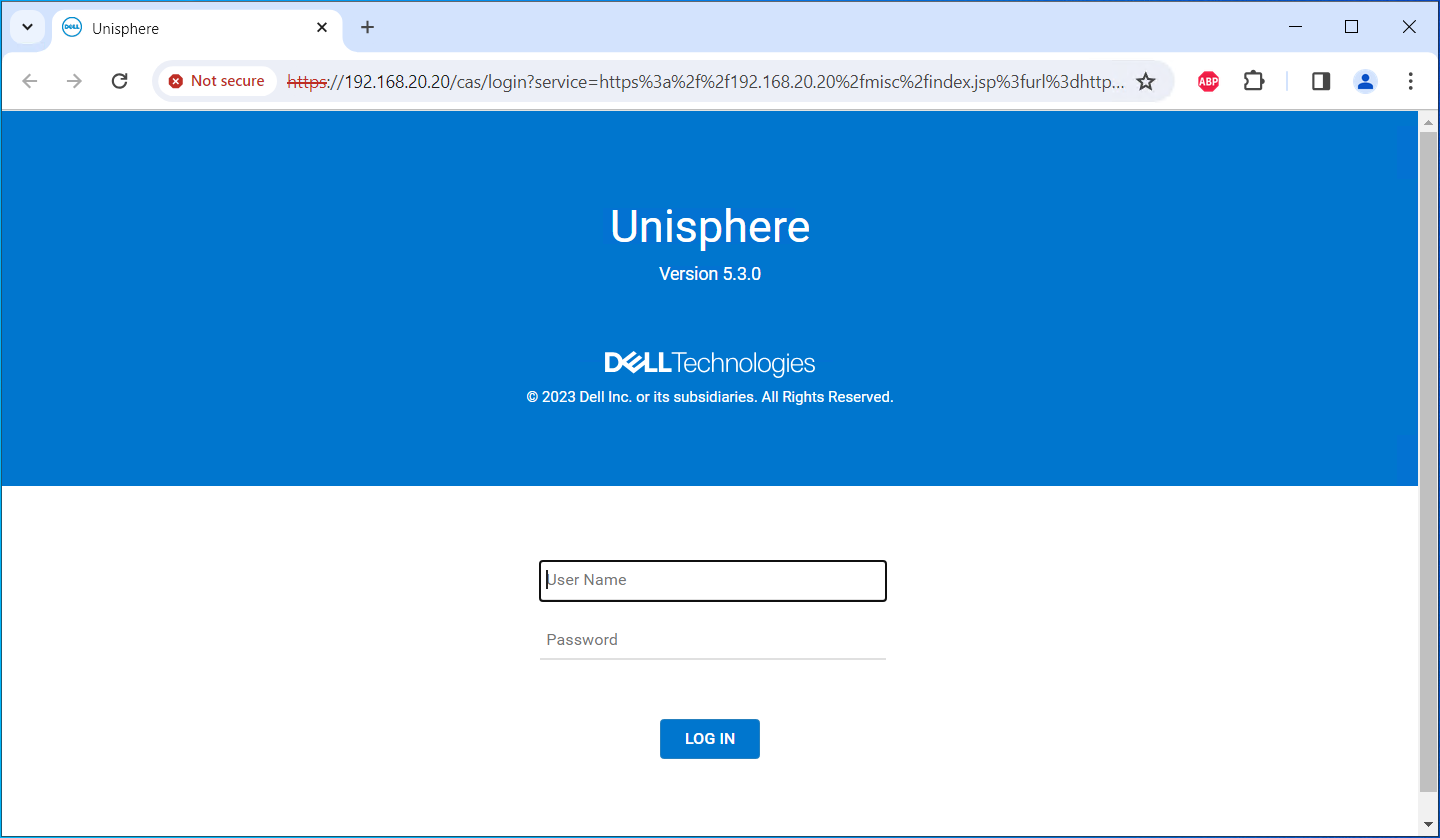 DELL
Unisphere
Not secure
https://192.168.20.20/cas/login?service=https%3a%2f%2f192.168.20.20%2fmisc%2findex.jsp%3furl%3dhttp...
ABP
Unisphere
Version 5.3.0
DELLTechnologies
© 2023 Dell Inc. or its subsidiaries. All Rights Reserved.
User Name
Password
LOG IN